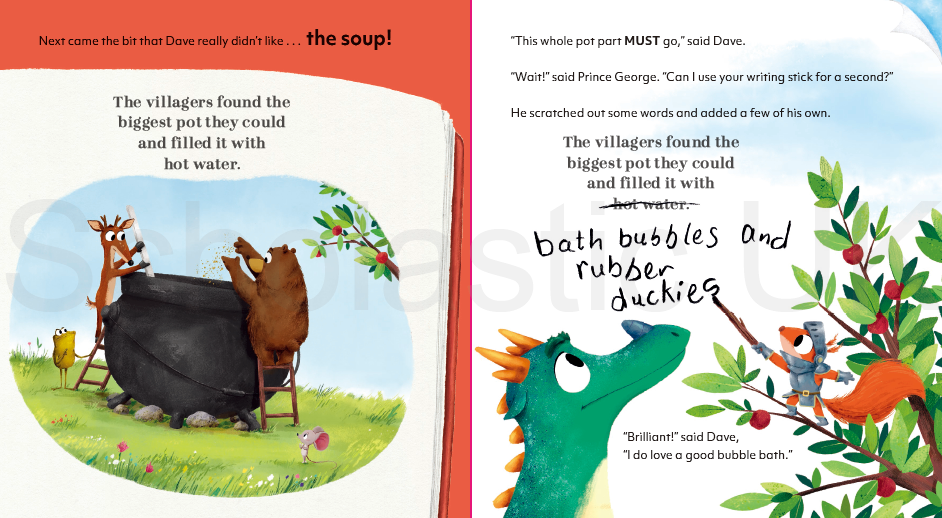 Next came the bit that Dave really didn't like . . . the soup!
The villagers found the
biggest pot they could
and filled it with
hot water.
"This whole pot part MUST go," said Dave.
"Wait!" said Prince George. "Can I use your writing stick for a second?"
He scratched out some words and added a few of his own.
The villagers found the
biggest pot they could
and filled it with
hot water.
bath bubbles and
rubber
duckies
"Brilliant!" said Dave,
"I do love a good bubble bath."
Scholastic UK